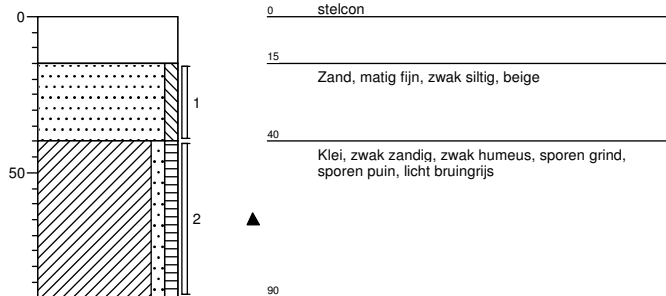 0
50
1
2
0
stelcon
15
Zand, matig fijn, zwak siltig, beige
40
Klei, zwak zandig, zwak humeus, sporen grind,
sporen puin, licht bruingrijs
90